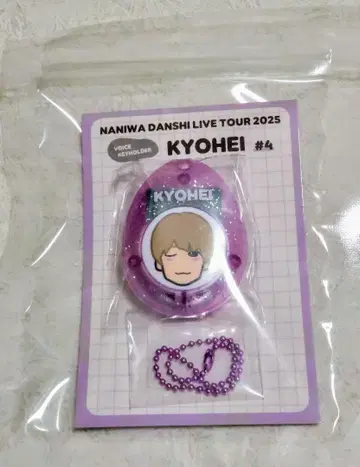 NANIWA DANSHI LIVE TOUR 2025
VOICE
KEYHOLDER
KYOHEI #4
KYOHEI